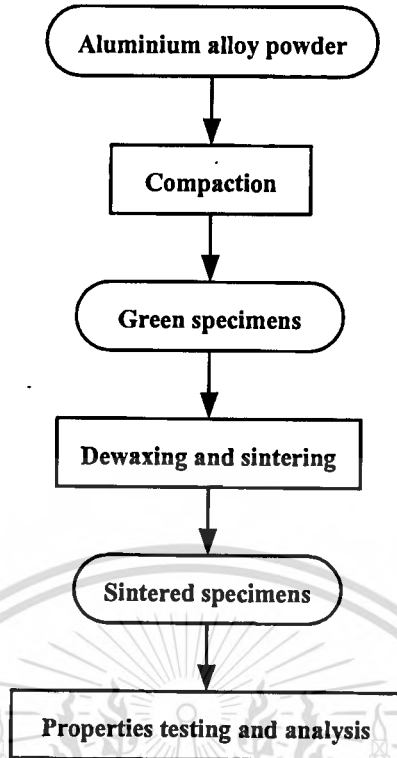 Aluminium alloy powder
Compaction
Green specimens
Dewaxing and sintering
Sintered specimens
Properties testing and analysis